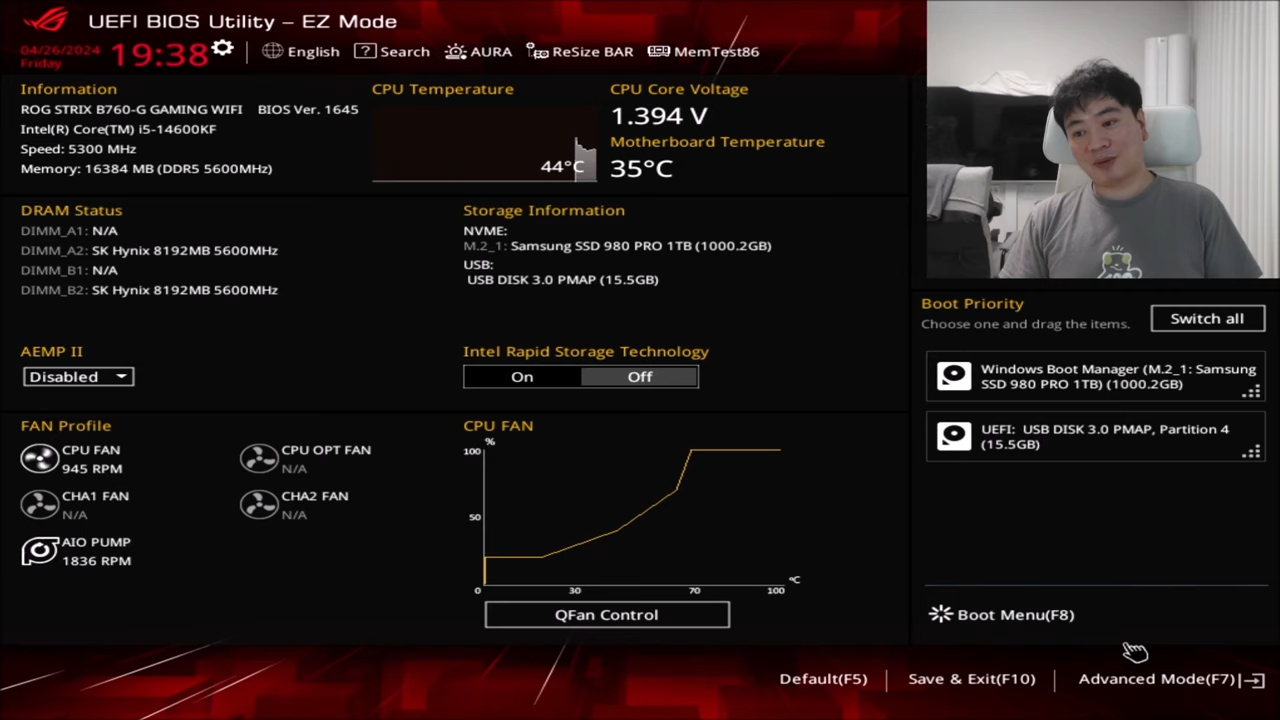 UEFI BIOS Utility – EZ Mode
04/26/2024
Friday
19:38
English
? Search
AURA
ReSize BAR
MemTest86
Information
ROG STRIX B760-G GAMING WIFI BIOS Ver. 1645
Intel(R) Core(TM) i5-14600KF
Speed: 5300 MHz
Memory: 16384 MB (DDR5 5600MHz)
CPU Temperature
44°C
CPU Core Voltage
1.394 V
Motherboard Temperature
35°C
DRAM Status
DIMM_A1: N/A
DIMM_A2: SK Hynix 8192MB 5600MHz
DIMM_B1: N/A
DIMM_B2: SK Hynix 8192MB 5600MHz
Storage Information
NVME:
M.2_1: Samsung SSD 980 PRO 1TB (1000.2GB)
USB:
USB DISK 3.0 PMAP (15.5GB)
AEMP II
Disabled
Intel Rapid Storage Technology
On Off
FAN Profile
CPU FAN
945 RPM
CPU OPT FAN
N/A
CHA1 FAN
N/A
CHA2 FAN
N/A
AIO PUMP
1836 RPM
CPU FAN
%
100
50
0 30 70 100
°C
QFan Control
Boot Priority
Choose one and drag the items.
Switch all
Windows Boot Manager (M.2_1: Samsung
SSD 980 PRO 1TB) (1000.2GB)
UEFI: USB DISK 3.0 PMAP, Partition 4
(15.5GB)
Boot Menu(F8)
Default(F5)
Save & Exit(F10)
Advanced Mode(F7)